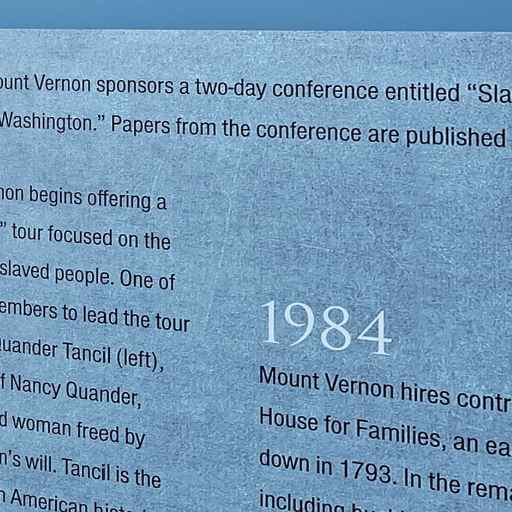 ount Vernon sponsors a two-day conference entitled “Sla
Washington.” Papers from the conference are published
non begins offering a
” tour focused on the
slaved people. One of
embers to lead the tour
uander Tancil (left),
f Nancy Quander,
d woman freed by
n's will. Tancil is the
n American
1984
Mount Vernon hires contr
House for Families, an ea
down in 1793. In the rema
including